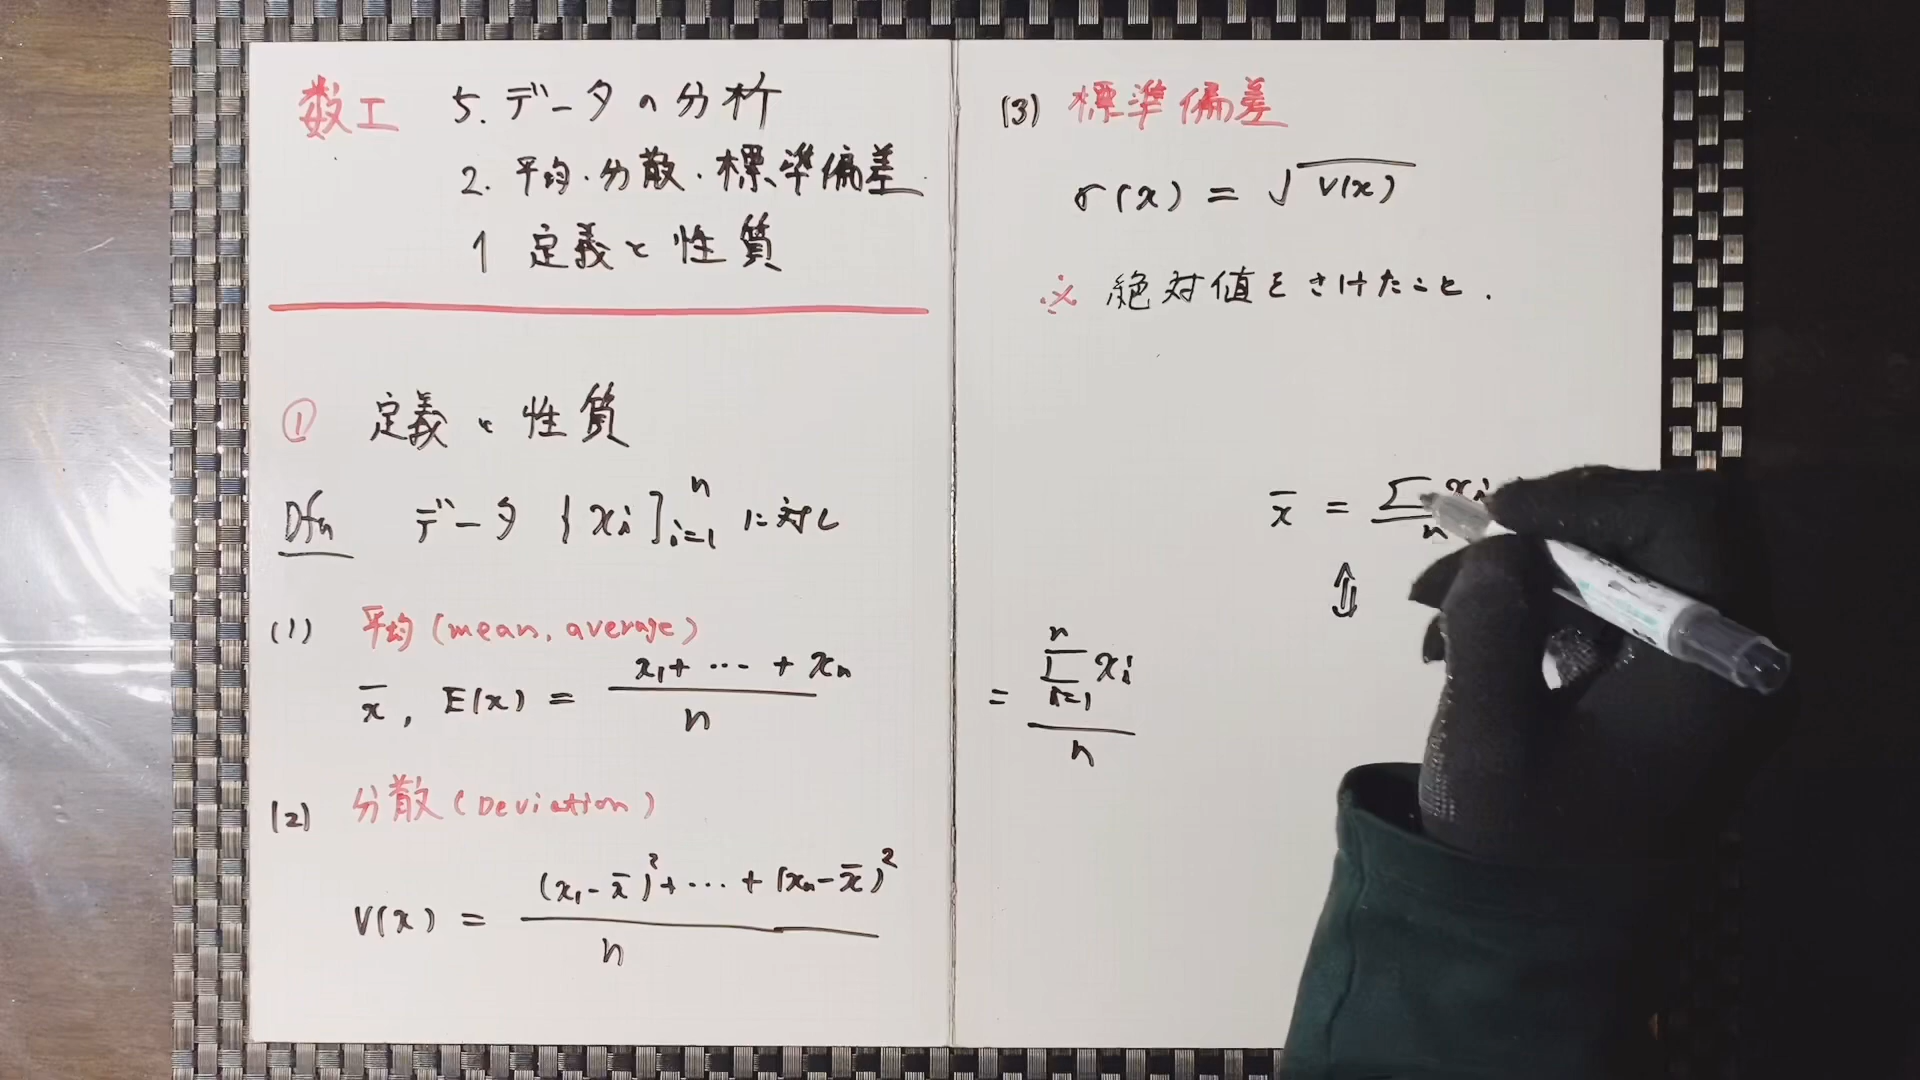 数I 5. データの分析
2. 平均・分散・標準偏差
1 定義と性質
① 定義と性質
Dfn データ {xi}ⁿᵢ₌₁ に対し
(1) 平均 (mean, average)
x̄, E(x) = (x₁ + ⋯ + xₙ) / n
= (Σⁿᵢ₌₁ xᵢ) / n
(2) 分散 (Deviation)
V(x) = ((x₁ - x̄)² + ⋯ + (xₙ - x̄)²) / n
(3) 標準偏差
σ(x) = √V(x)
※ 絶対値をさけたこと.
x̄ = Σxᵢ / n
⇕